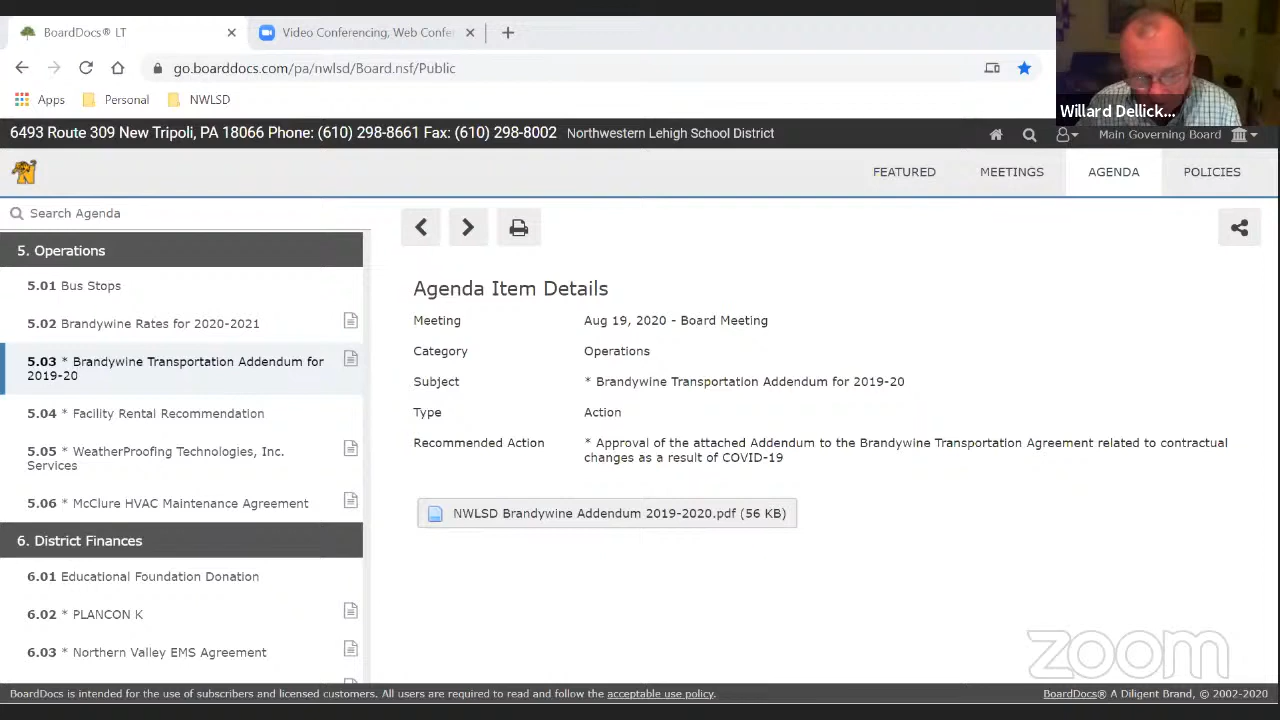 BoardDocs® LT
Video Conferencing, Web Confe
go.boarddocs.com/pa/nwlsd/Board.nsf/Public
Apps
Personal
NWLSD
Willard Dellick...
6493 Route 309 New Tripoli, PA 18066 Phone: (610) 298-8661 Fax: (610) 298-8002 Northwestern Lehigh School District
Main Governing Board
FEATURED
MEETINGS
AGENDA
POLICIES
Search Agenda
5. Operations
5.01 Bus Stops
5.02 Brandywine Rates for 2020-2021
5.03 * Brandywine Transportation Addendum for
2019-20
5.04 * Facility Rental Recommendation
5.05 * WeatherProofing Technologies, Inc.
Services
5.06 * McClure HVAC Maintenance Agreement
6. District Finances
6.01 Educational Foundation Donation
6.02 * PLANCON K
6.03 * Northern Valley EMS Agreement
Agenda Item Details
Meeting Aug 19, 2020 - Board Meeting
Category Operations
Subject * Brandywine Transportation Addendum for 2019-20
Type Action
Recommended Action * Approval of the attached Addendum to the Brandywine Transportation Agreement related to contractual
changes as a result of COVID-19
NWLSD Brandywine Addendum 2019-2020.pdf (56 KB)
zoom
BoardDocs is intended for the use of subscribers and licensed customers. All users are required to read and follow the acceptable use policy.
BoardDocs® A Diligent Brand, © 2002-2020